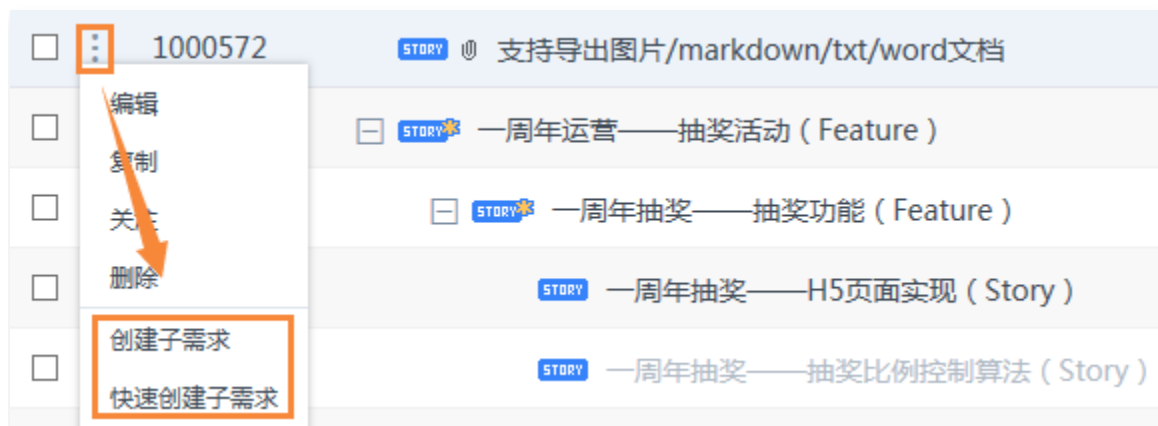 1000572 STORY 支持导出图片/markdown/txt/word文档
编辑
STORY 一周年运营——抽奖活动（Feature）
复制
STORY 一周年抽奖——抽奖功能（Feature）
关注
删除
STORY 一周年抽奖——H5页面实现（Story）
创建子需求
STORY 一周年抽奖——抽奖比例控制算法（Story）
快速创建子需求